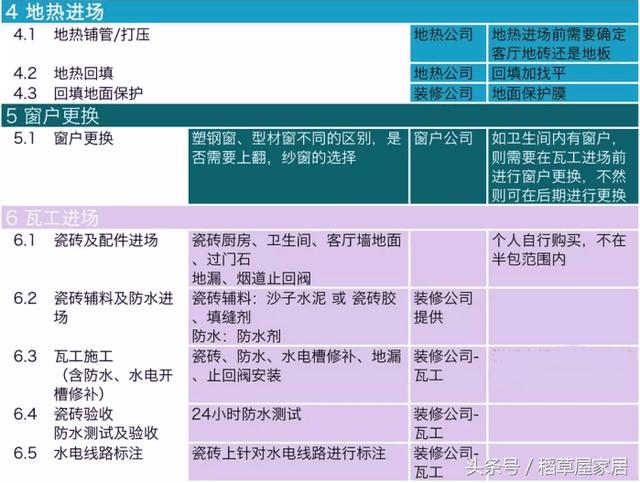 4 地热进场
4.1 地热铺管/打压 地热公司 地热进场前需要确定
客厅地砖还是地板
4.2 地热回填 地热公司 回填加找平
4.3 回填地面保护 装修公司 地面保护膜
5 窗户更换
5.1 窗户更换 塑钢窗、型材窗不同的区别，是 窗户公司 如卫生间内有窗户，
否需要上翻，纱窗的选择 则需要在瓦工进场前
进行窗户更换，不然
则可在后期进行更换
6 瓦工进场
6.1 瓷砖及配件进场 瓷砖厨房、卫生间、客厅墙地面 个人自行购买，不在
、过门石 半包范围内
地漏、烟道止回阀
6.2 瓷砖辅料及防水进 瓷砖辅料：沙子水泥 或 瓷砖胶 装修公司
场 、填缝剂 提供
防水：防水剂
6.3 瓦工施工 瓷砖、防水、水电槽修补、地漏 装修公司-
（含防水、水电开 、止回阀安装 瓦工
槽修补）
6.4 瓷砖验收 24小时防水测试 装修公司-
防水测试及验收 瓦工
6.5 水电线路标注 瓷砖上针对水电线路进行标注 装修公司-
瓦工
头条号 / 稻草屋家居